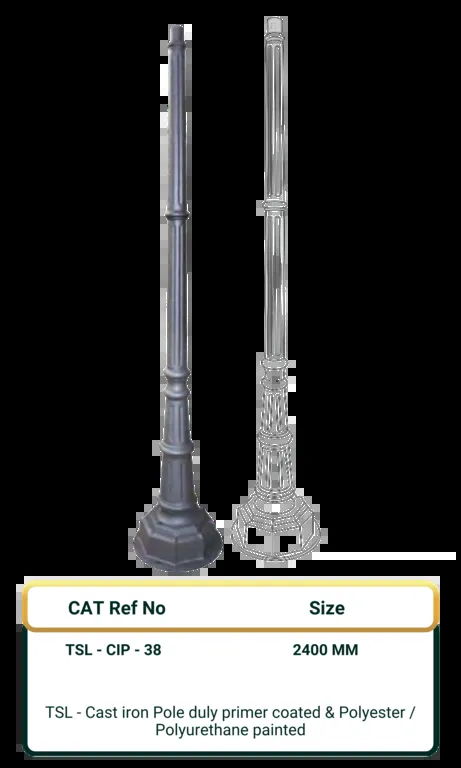 CAT Ref No Size
TSL - CIP - 38 2400 MM
TSL - Cast iron Pole duly primer coated & Polyester /
Polyurethane painted